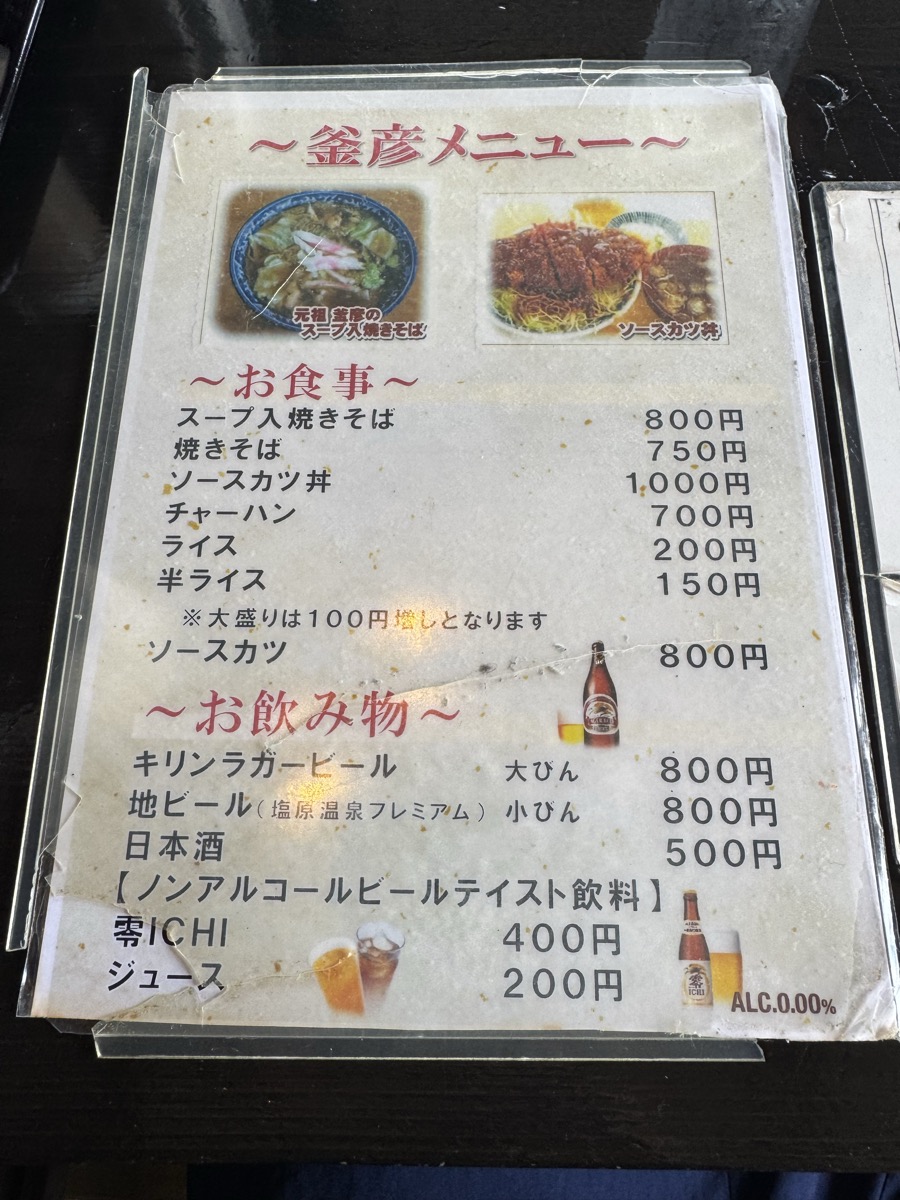 ～釜彦メニュー～
元祖 釜彦の
スープ入焼きそば
ソースカツ丼
～お食事～
スープ入焼きそば 800円
焼きそば 750円
ソースカツ丼 1000円
チャーハン 700円
ライス 200円
半ライス 150円
※大盛りは100円増しとなります
ソースカツ 800円
～お飲み物～
キリンラガービール 大びん 800円
地ビール(塩原温泉プレミアム) 小びん 800円
日本酒 500円
【ノンアルコールビールテイスト飲料】
零ICHI 400円
ジュース 200円
零ICHI
ALC.0.00%